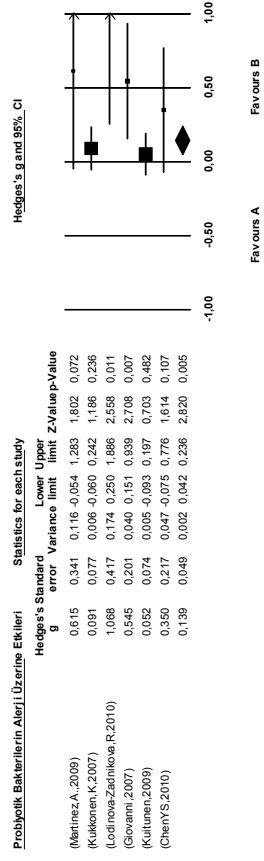 Probiyotik Bakterilerin Alerji Üzerine Etkileri Statistics for each study Hedges's g and 95% CI
Hedges's Standard Lower Upper
g error Variance limit limit Z-Value p-Value
(Martinez A.,2009) 0,615 0,341 0,116 -0,054 1,283 1,802 0,072
(Kukkonen,K,2007) 0,091 0,077 0,006 -0,060 0,242 1,186 0,236
(Lodinova-Zadnikova,R,2010) 1,068 0,417 0,174 0,250 1,886 2,558 0,011
(Giovanni,2007) 0,545 0,201 0,040 0,151 0,939 2,708 0,007
(Kuitunen,2009) 0,052 0,074 0,005 -0,093 0,197 0,703 0,482
(ChenYS,2010) 0,350 0,217 0,047 -0,075 0,776 1,614 0,107
0,139 0,049 0,002 0,042 0,236 2,820 0,005
-1,00 -0,50 0,00 0,50 1,00
Favours A Favours B